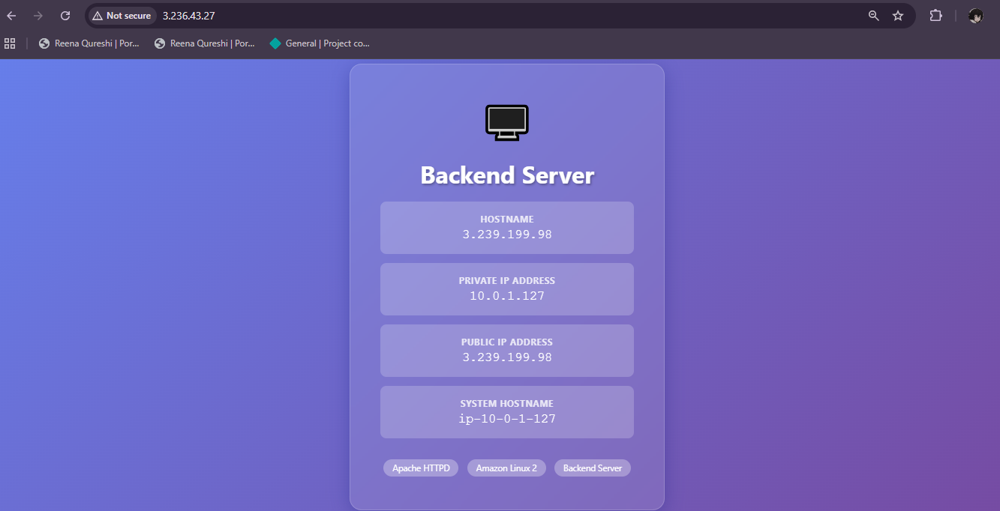 Not secure
3.236.43.27
Reena Qureshi | Por...
Reena Qureshi | Por...
General | Project co...
Backend Server
HOSTNAME
3.239.199.98
PRIVATE IP ADDRESS
10.0.1.127
PUBLIC IP ADDRESS
3.239.199.98
SYSTEM HOSTNAME
ip-10-0-1-127
Apache HTTPD
Amazon Linux 2
Backend Server